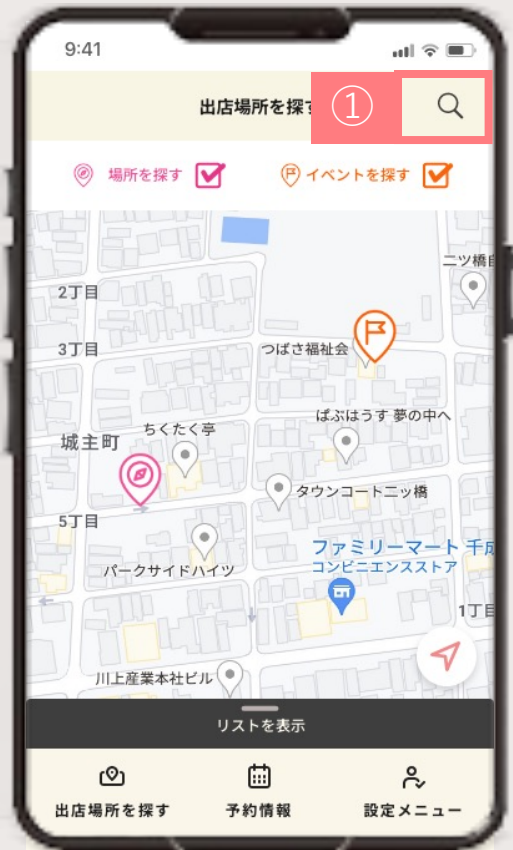 9:41
出店場所を探す
①
場所を探す
イベントを探す
二ツ橋自
2丁目
3丁目
つばさ福祉会
ぱぶはうす 夢の中へ
城主町
ちくたく亭
タウンコート二ッ橋
5丁目
ファミリーマート 千成
コンビニエンスストア
パークサイドハイツ
1丁目
川上産業本社ビル
リストを表示
出店場所を探す
予約情報
設定メニュー